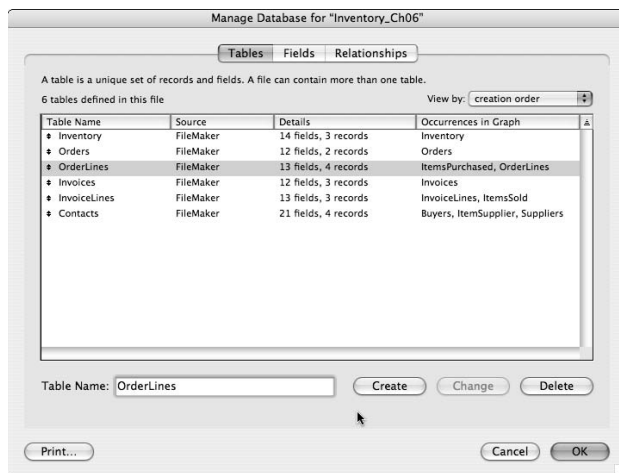 Manage Database for "Inventory_Ch06"
Tables Fields Relationships
A table is a unique set of records and fields. A file can contain more than one table.
6 tables defined in this file View by: creation order
Table Name Source Details Occurrences in Graph
Inventory FileMaker 14 fields, 3 records Inventory
Orders FileMaker 12 fields, 2 records Orders
OrderLines FileMaker 13 fields, 4 records ItemsPurchased, OrderLines
Invoices FileMaker 12 fields, 3 records Invoices
InvoiceLines FileMaker 13 fields, 3 records InvoiceLines, ItemsSold
Contacts FileMaker 21 fields, 4 records Buyers, ItemSupplier, Suppliers
Table Name: OrderLines Create Change Delete
Print... Cancel OK